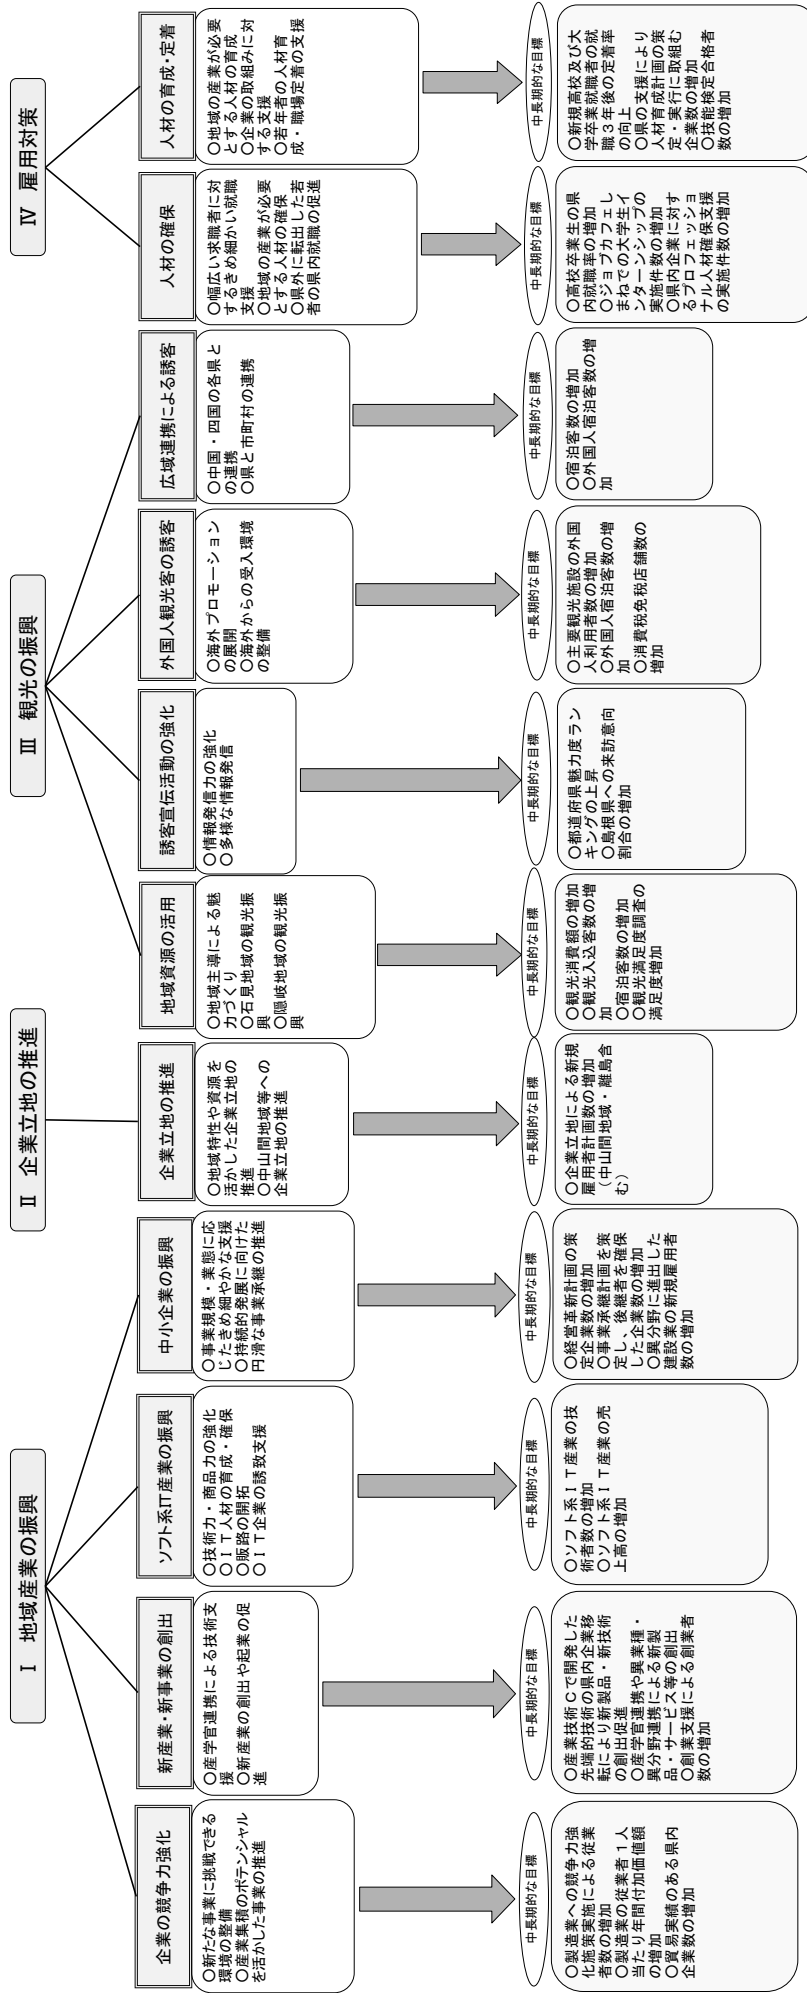 Ⅰ 地域産業の振興
企業の競争力強化
○新たな事業に挑戦できる
環境の整備
○産業集積のポテンシャル
を活かした事業の推進
中長期的な目標
○製造業への競争力強
化施策実施による従業
者数の増加
○製造業の従業者1人
当たり年間付加価値額
の増加
○貿易実績のある県内
企業数の増加
新産業・新事業の創出
○産学官連携による技術支
援
○新産業の創出や起業の促
進
中長期的な目標
○産業技術Cで開発した
先端的技術の県内企業移
転により新製品・新技術
の創出促進
○産学官連携や異業種・
異分野連携による新製
品・サービス等の創出
○創業支援による創業者
数の増加
ソフト系IT産業の振興
○技術力・商品力の強化
○IT人材の育成・確保
○販路の開拓
○IT企業の誘致支援
中長期的な目標
○ソフト系IT産業の技
術者数の増加
○ソフト系IT産業の売
上高の増加
中小企業の振興
○事業規模・業態に応
じたきめ細やかな支援
○持続的発展に向けた
円滑な事業承継の推進
中長期的な目標
○経営革新計画の策
定企業数の増加
○事業承継計画を策
定し、後継者を確保
した企業数の増加
○異分野に進出した
建設業の新規雇用者
数の増加
Ⅱ 企業立地の推進
企業立地の推進
○地域特性や資源を
活かした企業立地の
推進
○中山間地域等への
企業立地の推進
中長期的な目標
○企業立地による新規
雇用者計画数の増加
(中山間地域・離島含
む)
Ⅲ 観光の振興
地域資源の活用
○地域主導による魅
力づくり
○石見地域の観光振
興
○隠岐地域の観光振
興
中長期的な目標
○観光消費額の増加
○観光入込客数の増
加
○宿泊客数の増加
○観光満足度調査の
満足度増加
誘客宣伝活動の強化
○情報発信力の強化
○多様な情報発信
中長期的な目標
○都道府県魅力度ラン
キングの上昇
○島根県への来訪意向
割合の増加
外国人観光客の誘客
○海外プロモーション
の展開
○海外からの受入環境
の整備
中長期的な目標
○主要観光施設の外国
人利用者数の増加
○外国人宿泊客数の増
加
○消費税免税店舗数の
増加
広域連携による誘客
○中国・四国の各県と
の連携
○県と市町村の連携
中長期的な目標
○宿泊客数の増加
○外国人宿泊客数の増
加
Ⅳ 雇用対策
人材の確保
○幅広い求職者に対
するきめ細かい就職
支援
○地域の産業が必要
とする人材の確保
○県外に転出した若
者の県内就職の促進
中長期的な目標
○高校卒業生の県
内就職率の増加
○ジョブカフェし
まねでの大学生イ
ンターンシップの
実施件数の増加
○県内企業に対す
るプロフェッショ
ナル人材確保支援
の実施件数の増加
人材の育成・定着
○地域の産業が必要
とする人材の育成
○企業の取組みに対
する支援
○若年者の人材育
成・職場定着の支援
中長期的な目標
○新規高校及び大
学卒業就職者の就
職3年後の定着率
の向上
○県の支援により
人材育成計画の策
定・実行に取組む
企業数の増加
○技能検定合格者
数の増加